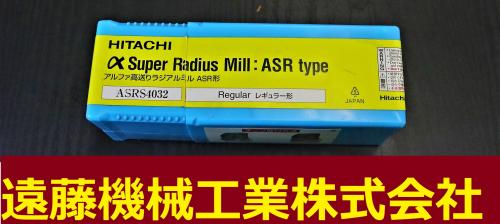 HITACHI
α Super Radius Mill: ASR type
アルファ高送りラジアルミル ASR形
ASRS4032
Regular レギュラー形
JAPAN
Hitachi
遠藤機械工業株式会社